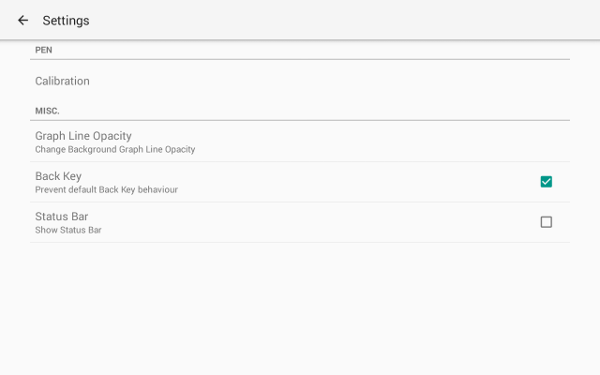 Settings
PEN
Calibration
MISC.
Graph Line Opacity
Change Background Graph Line Opacity
Back Key
Prevent default Back Key behaviour
Status Bar
Show Status Bar